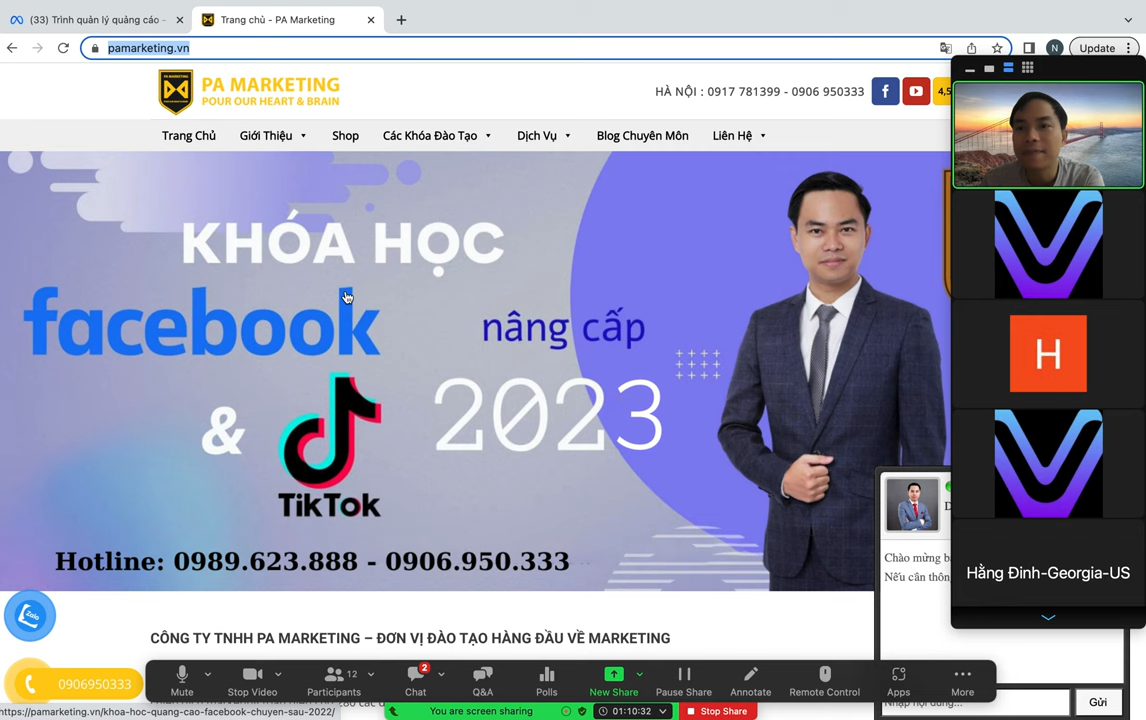 (33) Trình quản lý quảng cáo -
Trang chủ - PA Marketing
pamarketing.vn
N
Update
PA MARKETING
PA MARKETING
POUR OUR HEART & BRAIN
HÀ NỘI : 0917 781399 - 0906 950333
4,5
Trang Chủ
Giới Thiệu
Shop
Các Khóa Đào Tạo
Dịch Vụ
Blog Chuyên Môn
Liên Hệ
KHÓA HỌC
facebook
nâng cấp
&
TikTok
2023
Hotline: 0989.623.888 - 0906.950.333
H
Hằng Đinh-Georgia-US
D
Chào mừng b
Nếu cần thôn
Zalo
CÔNG TY TNHH PA MARKETING – ĐƠN VỊ ĐÀO TẠO HÀNG ĐẦU VỀ MARKETING
0906950333
Mute
Stop Video
12
Participants
2
Chat
Q&A
Polls
New Share
Pause Share
Annotate
Remote Control
Apps
More
Gửi
https://pamarketing.vn/khoa-hoc-quang-cao-facebook-chuyen-sau-2022/
You are screen sharing
01:10:32
Stop Share